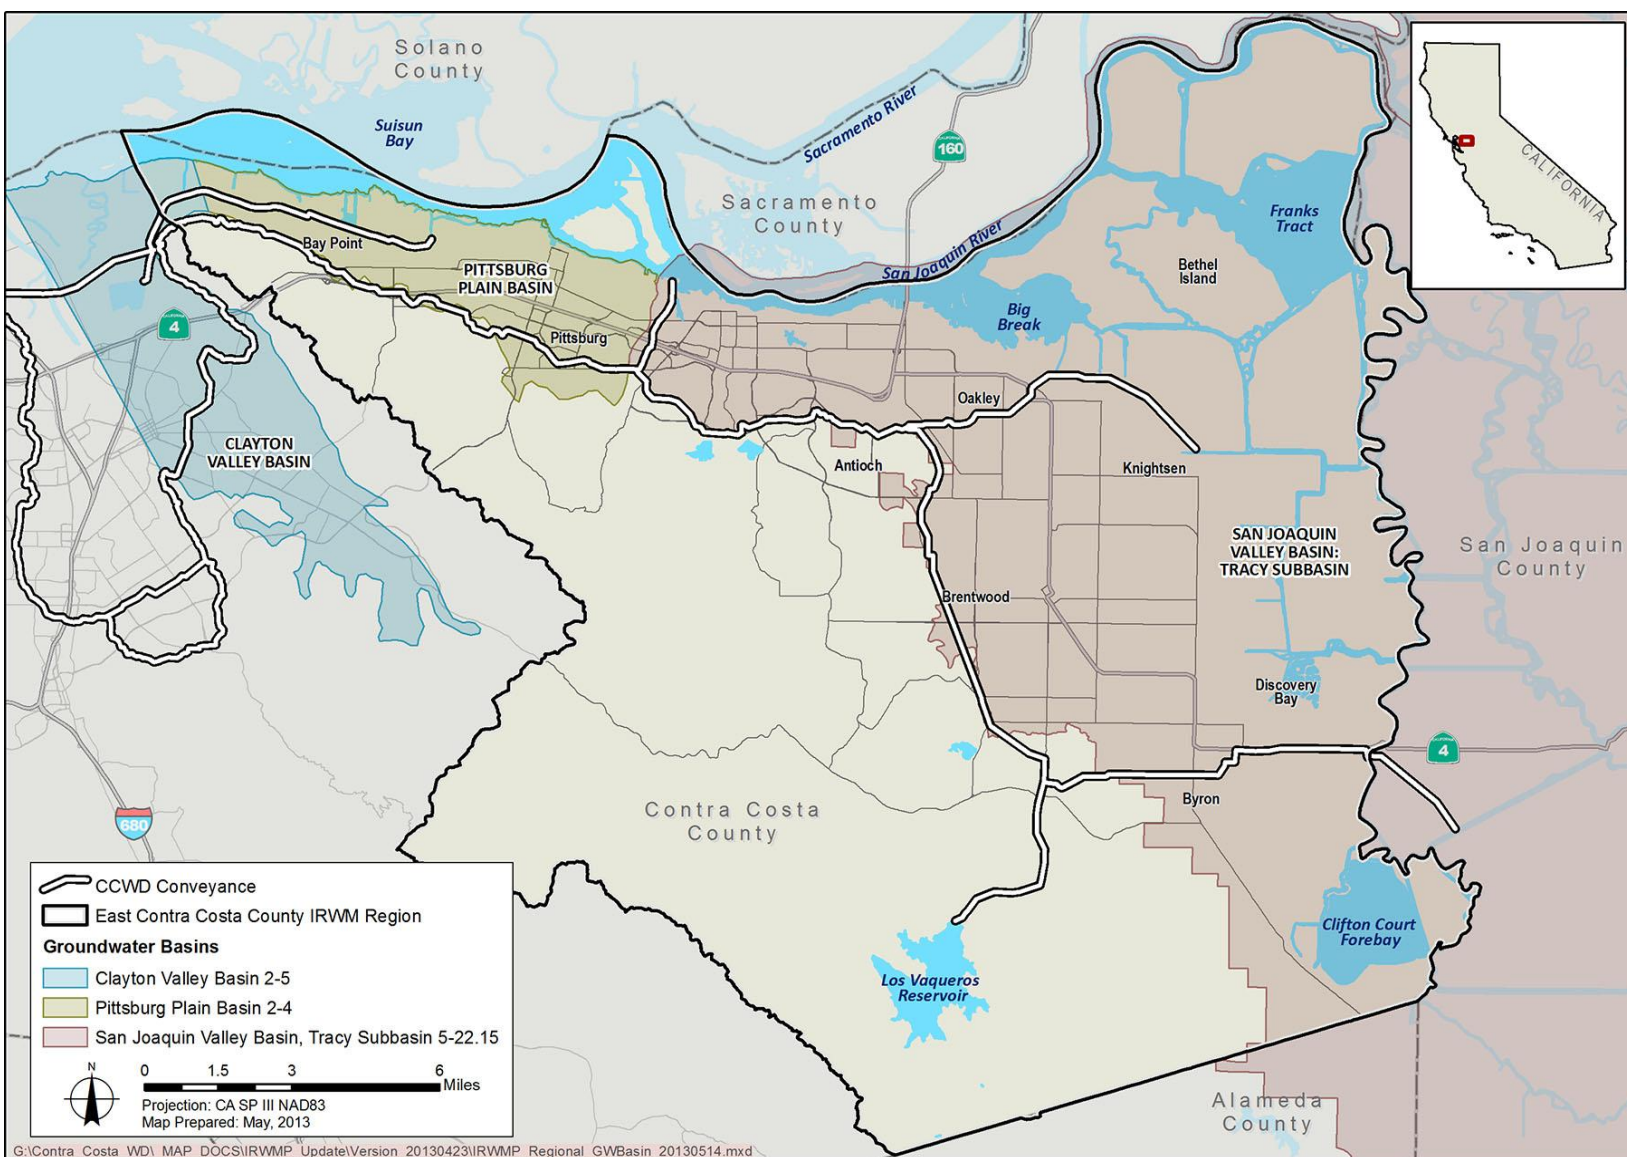 Solano
County
Suisun
Bay
Sacramento River
CALIFORNIA
160
Sacramento
County
San Joaquin River
Franks
Tract
Bethel
Island
Big
Break
CALIFORNIA
Bay Point
PITTSBURG
PLAIN BASIN
Pittsburg
CALIFORNIA
4
Oakley
CLAYTON
VALLEY BASIN
Antioch
Knightsen
SAN JOAQUIN
VALLEY BASIN:
TRACY SUBBASIN
San Joaquin
County
Brentwood
Discovery
Bay
CALIFORNIA
4
Byron
Contra Costa
County
680
Clifton Court
Forebay
Los Vaqueros
Reservoir
Alameda
County
CCWD Conveyance
East Contra Costa County IRWM Region
Groundwater Basins
Clayton Valley Basin 2-5
Pittsburg Plain Basin 2-4
San Joaquin Valley Basin, Tracy Subbasin 5-22.15
N
0 1.5 3 6
Miles
Projection: CA SP III NAD83
Map Prepared: May, 2013
G:\Contra_Costa_WD\_MAP_DOCS\IRWMP_Update\Version_20130423\IRWMP_Regional_GWBasin_20130514.mxd